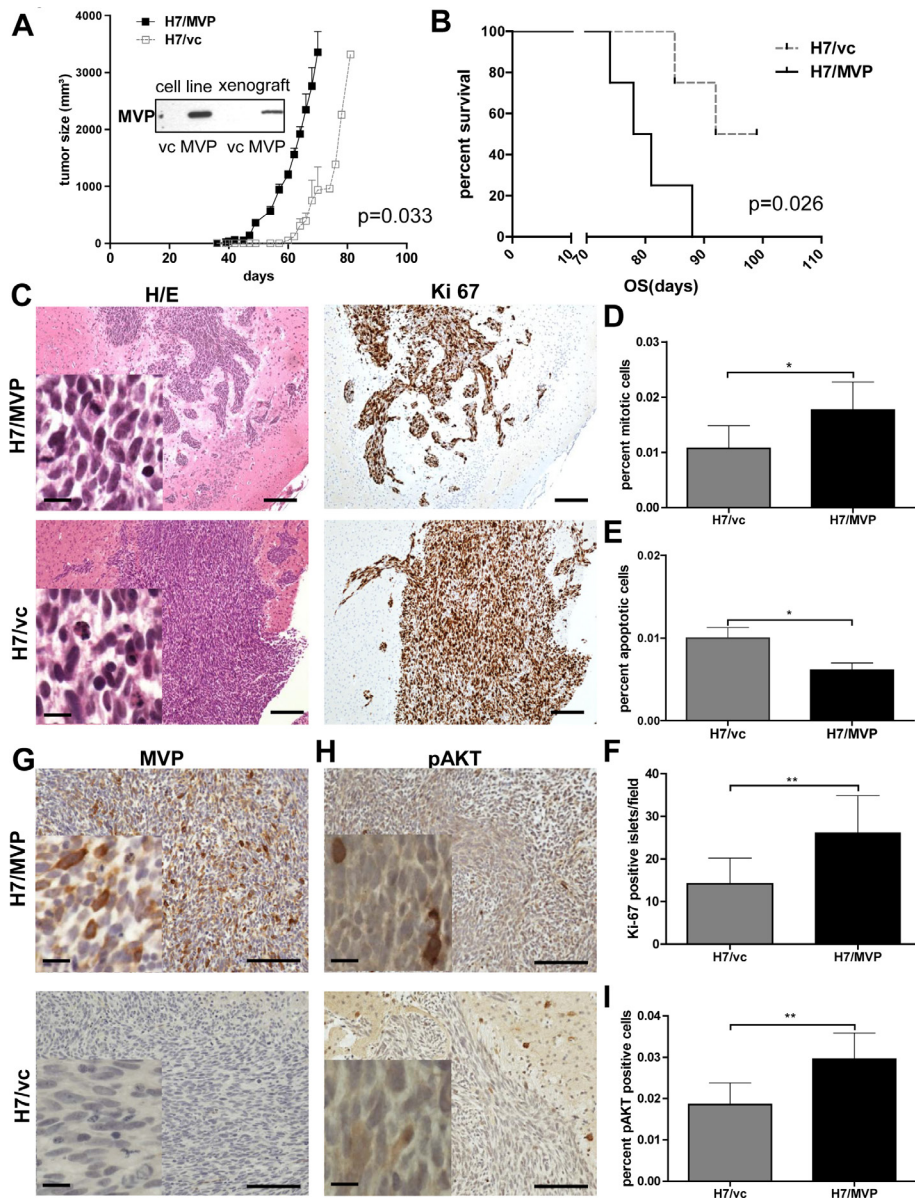 A
H7/MVP
H7/vc
tumor size (mm³)
4000
3000
2000
1000
0
cell line xenograft
MVP
vc MVP vc MVP
p=0.033
0 20 40 60 80 100
days
B
percent survival
100
80
60
40
20
0
H7/vc
H7/MVP
p=0.026
0 10 70 80 90 100 110
OS(days)
C
H/E
Ki 67
H7/MVP
H7/vc
D
percent mitotic cells
0.03
0.02
0.01
0.00
*
H7/vc H7/MVP
E
percent apoptotic cells
0.02
0.01
0.00
*
H7/vc H7/MVP
F
Ki-67 positive islets/field
40
30
20
10
0
**
H7/vc H7/MVP
G
MVP
H
pAKT
H7/MVP
H7/vc
I
percent pAKT positive cells
0.04
0.03
0.02
0.01
0.00
**
H7/vc H7/MVP